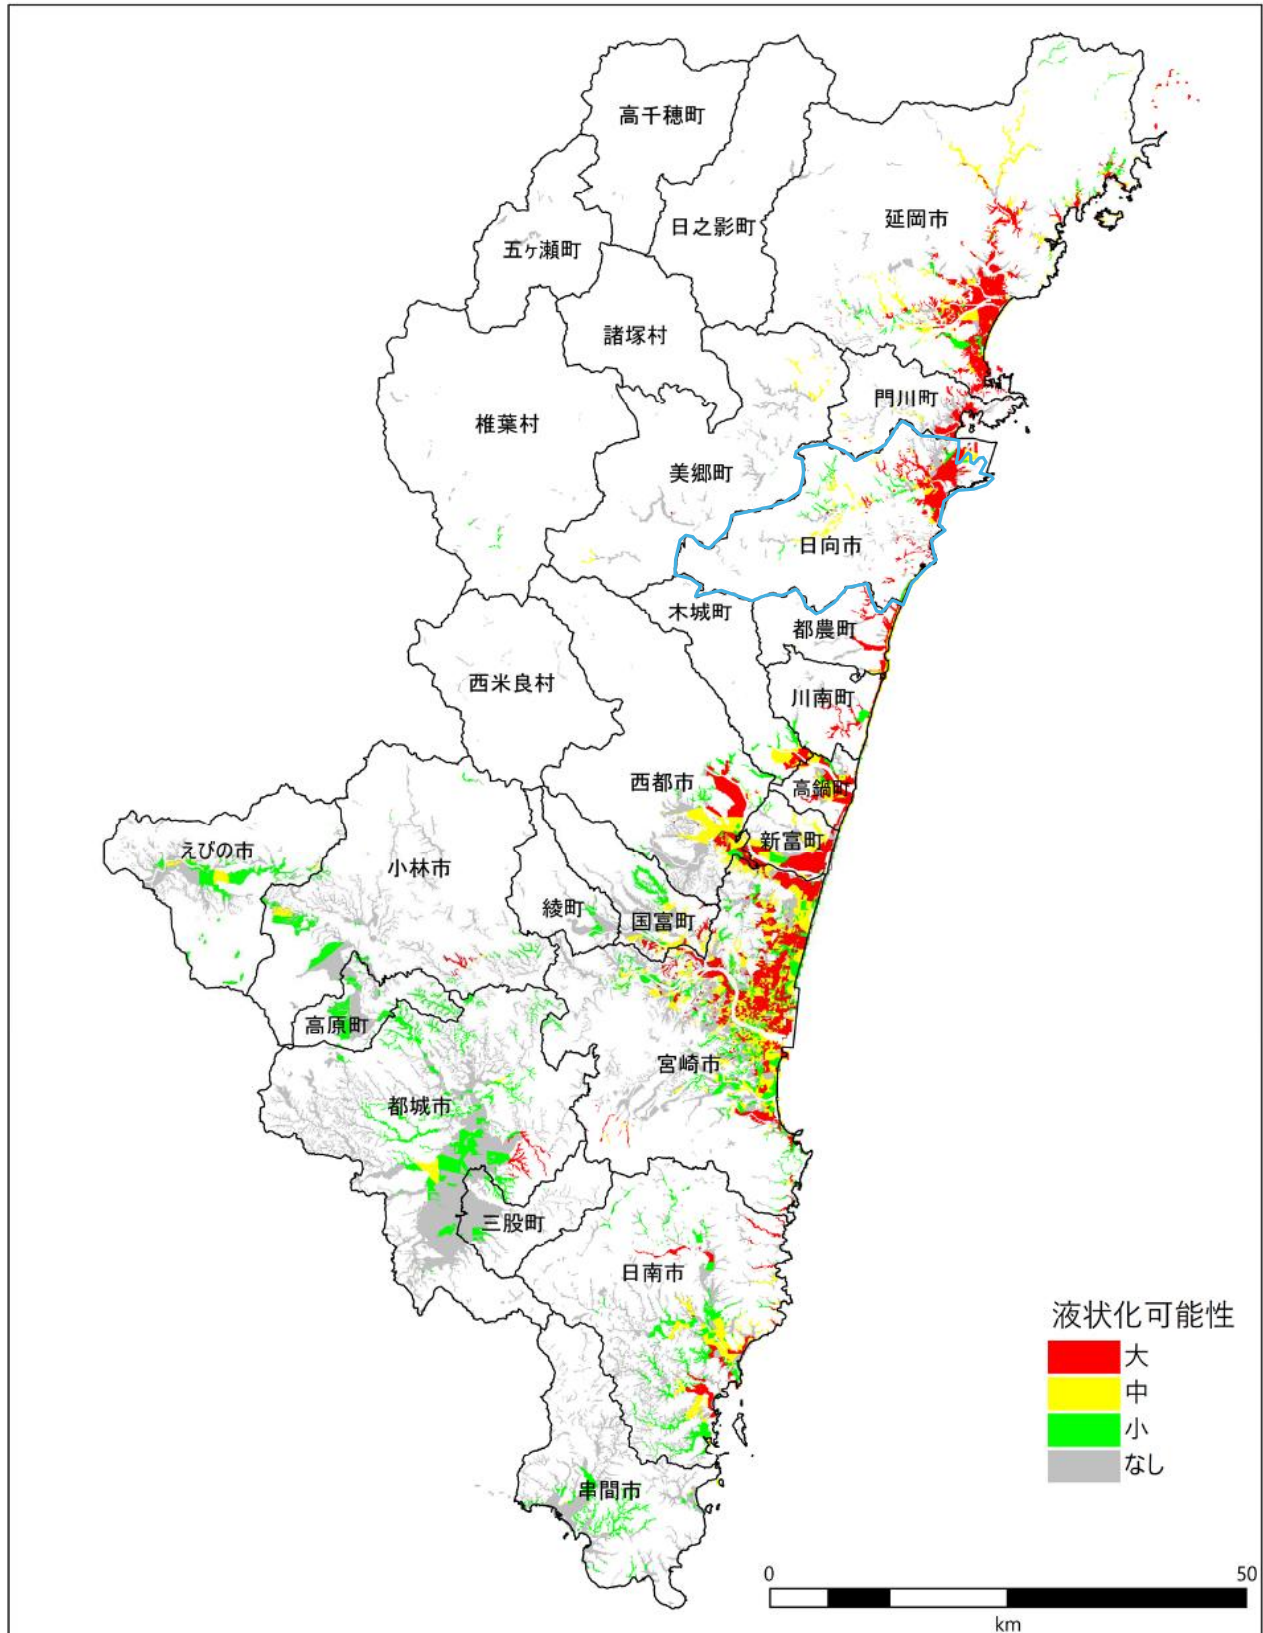 高千穂町
日之影町
延岡市
五ヶ瀬町
諸塚村
門川町
椎葉村
美郷町
日向市
木城町
都農町
西米良村
川南町
西都市
高鍋町
新富町
えびの市
小林市
綾町
国富町
高原町
宮崎市
都城市
三股町
日南市
串間市
液状化可能性
大
中
小
なし
0 50
km